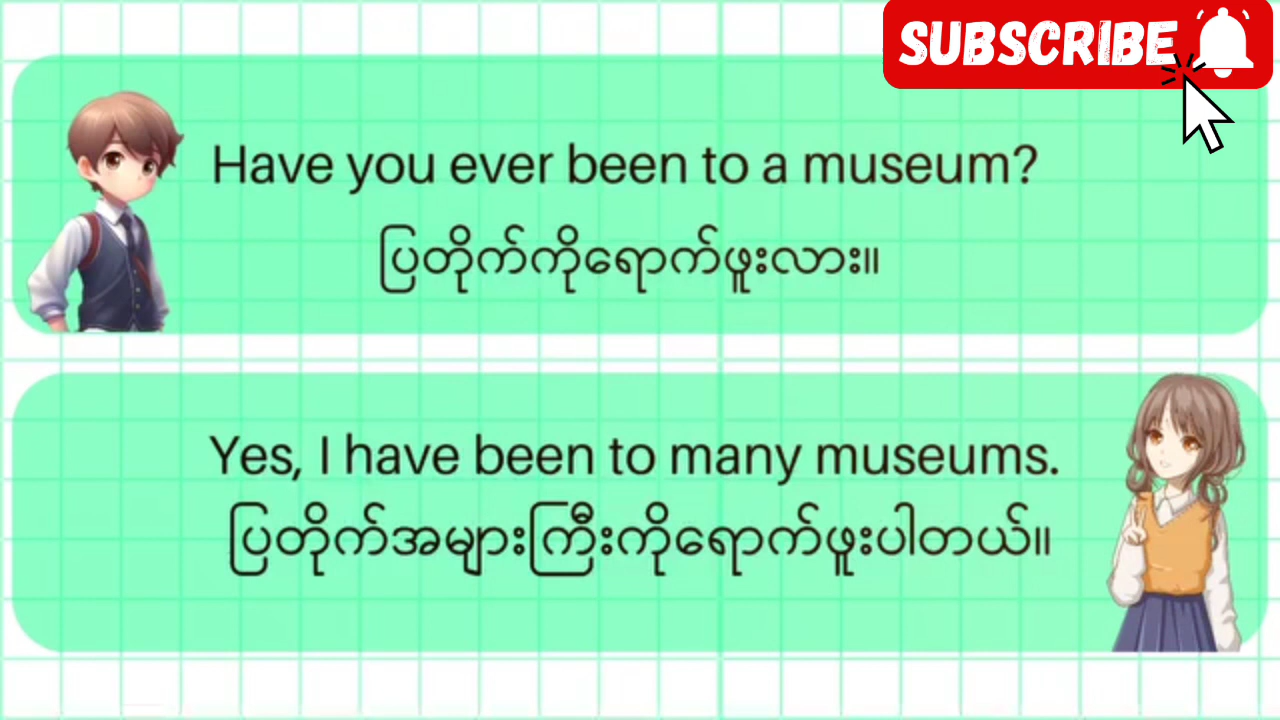 SUBSCRIBE
Have you ever been to a museum?
ပြတိုက်ကိုရောက်ဖူးလား။
Yes, I have been to many museums.
ပြတိုက်အများကြီးကိုရောက်ဖူးပါတယ်။